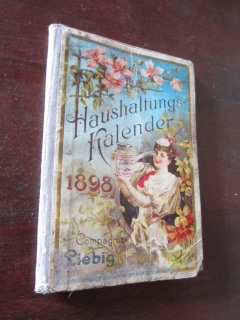 Haushaltungs
Kalender
1898
Compagnie
Liebig